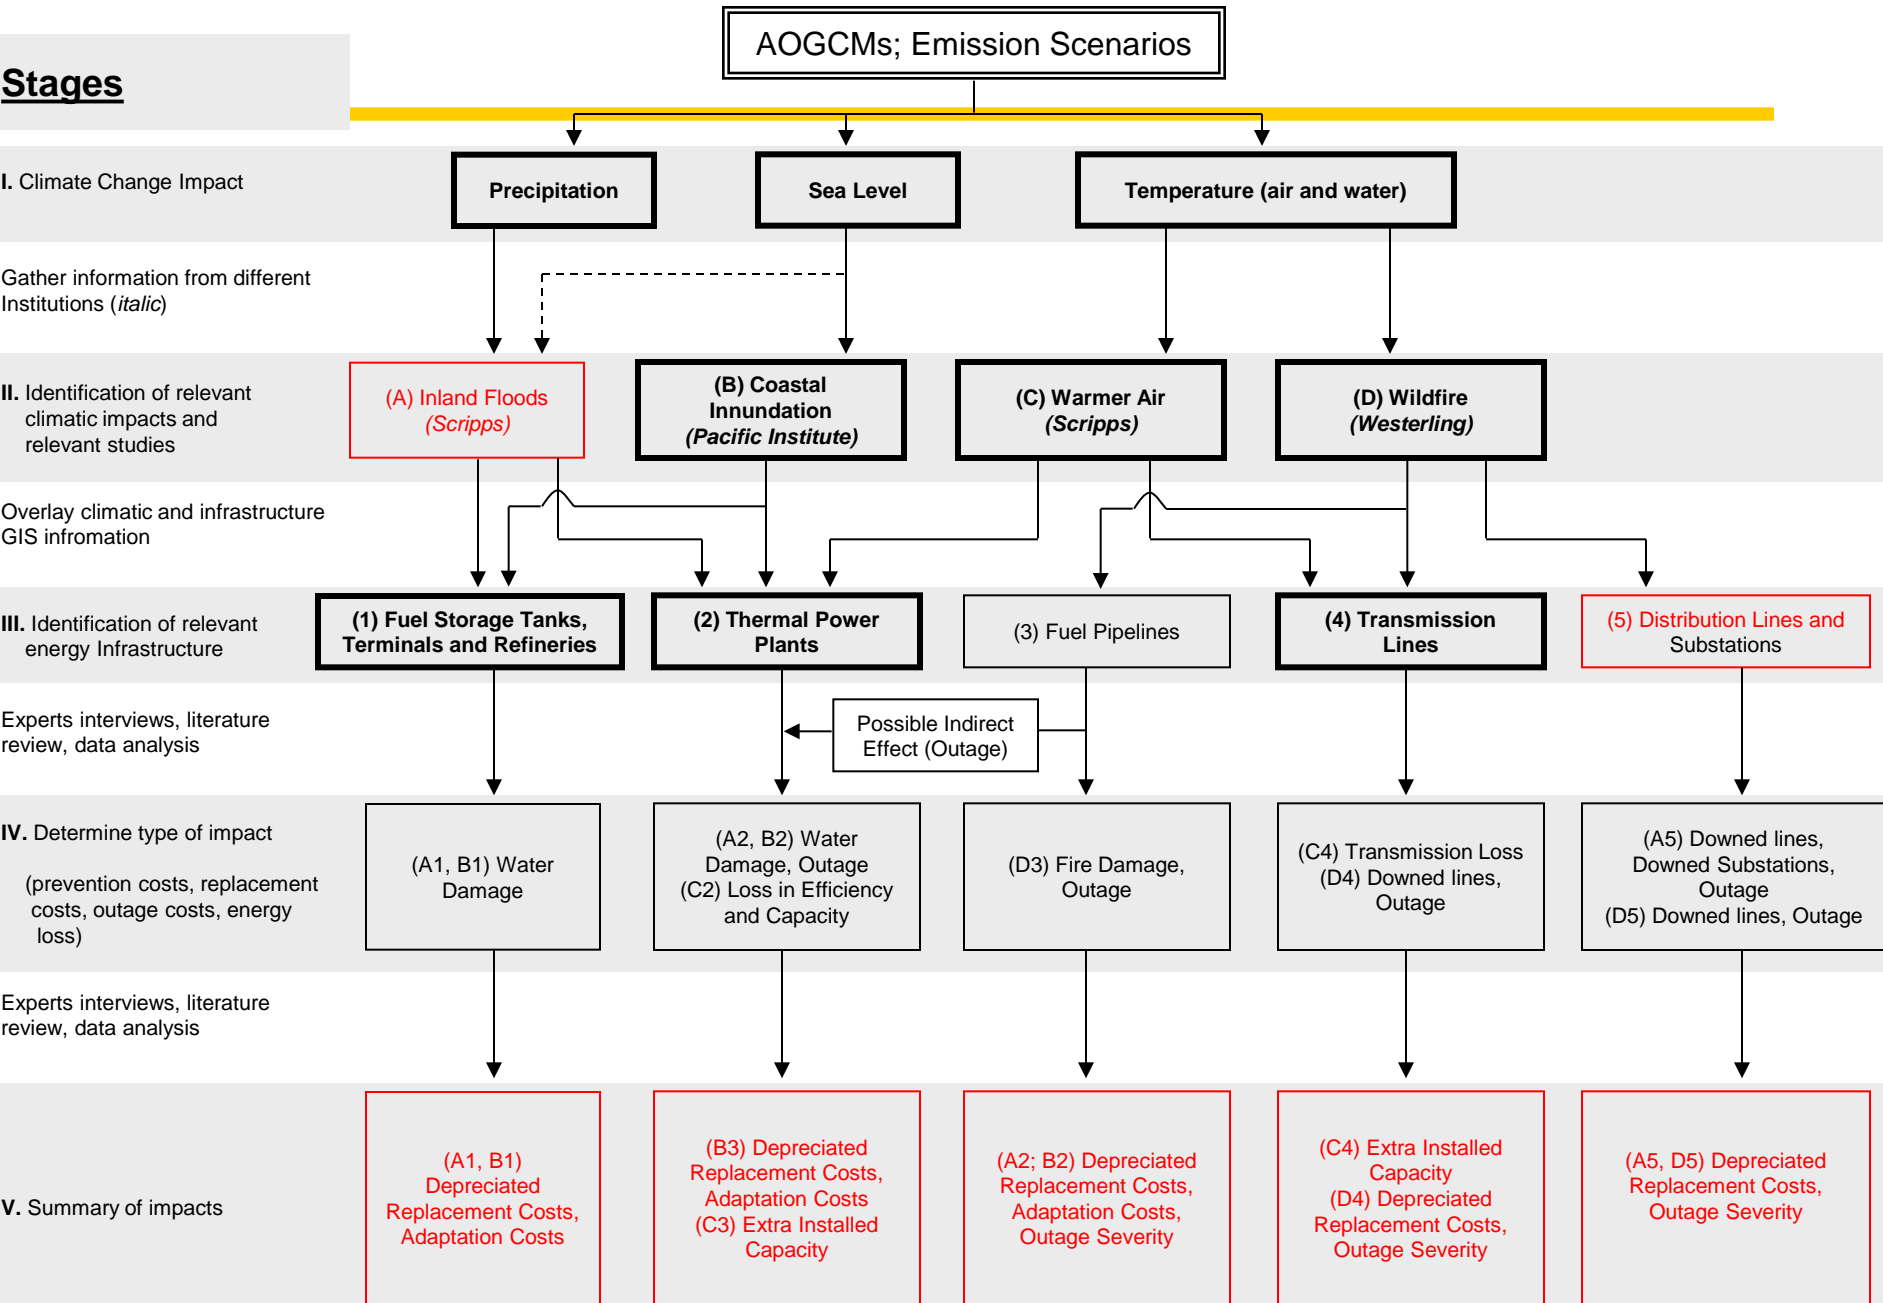 AOGCMs; Emission Scenarios
Stages
I. Climate Change Impact
Precipitation
Sea Level
Temperature (air and water)
Gather information from different
Institutions (italic)
II. Identification of relevant
climatic impacts and
relevant studies
(A) Inland Floods
(Scripps)
(B) Coastal
Innundation
(Pacific Institute)
(C) Warmer Air
(Scripps)
(D) Wildfire
(Westerling)
Overlay climatic and infrastructure
GIS infromation
III. Identification of relevant
energy Infrastructure
(1) Fuel Storage Tanks,
Terminals and Refineries
(2) Thermal Power
Plants
(3) Fuel Pipelines
(4) Transmission
Lines
(5) Distribution Lines and
Substations
Experts interviews, literature
review, data analysis
Possible Indirect
Effect (Outage)
IV. Determine type of impact
(prevention costs, replacement
costs, outage costs, energy
loss)
(A1, B1) Water
Damage
(A2, B2) Water
Damage, Outage
(C2) Loss in Efficiency
and Capacity
(D3) Fire Damage,
Outage
(C4) Transmission Loss
(D4) Downed lines,
Outage
(A5) Downed lines,
Downed Substations,
Outage
(D5) Downed lines, Outage
Experts interviews, literature
review, data analysis
V. Summary of impacts
(A1, B1)
Depreciated
Replacement Costs,
Adaptation Costs
(B3) Depreciated
Replacement Costs,
Adaptation Costs
(C3) Extra Installed
Capacity
(A2; B2) Depreciated
Replacement Costs,
Adaptation Costs,
Outage Severity
(C4) Extra Installed
Capacity
(D4) Depreciated
Replacement Costs,
Outage Severity
(A5, D5) Depreciated
Replacement Costs,
Outage Severity